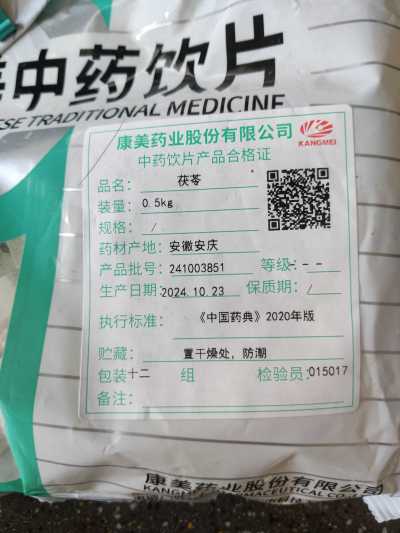 中药饮片
SE TRADITIONAL MEDICINE
康美药业股份有限公司
KANGMEI
中药饮片产品合格证
品名: 茯苓
装量: 0.5kg
规格: /
药材产地: 安徽安庆
产品批号: 241003851 等级: --
生产日期: 2024.10.23 保质期: /
执行标准: 《中国药典》2020年版
贮藏: 置干燥处，防潮
包装十二 组 检验员: 015017
备注:
康美药业股份有限公司